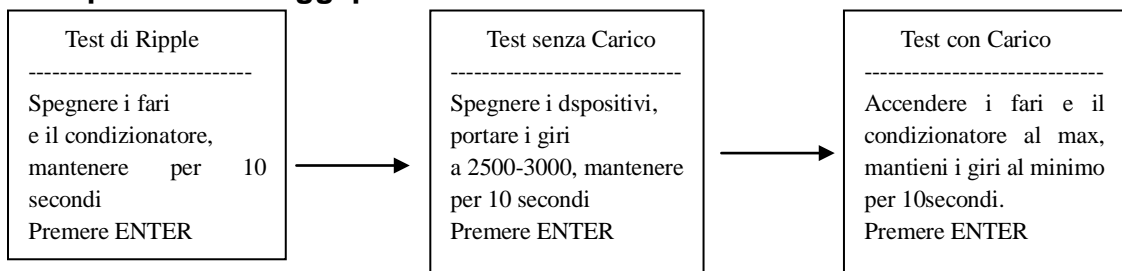 Test di Ripple
----------------------------
Spegnere i fari
e il condizionatore,
mantenere per 10
secondi
Premere ENTER
Test senza Carico
-----------------------------
Spegnere i dspositivi,
portare i giri
a 2500-3000, mantenere
per 10 secondi
Premere ENTER
Test con Carico
------------------------------
Accendere i fari e il
condizionatore al max,
mantieni i giri al minimo
per 10secondi.
Premere ENTER